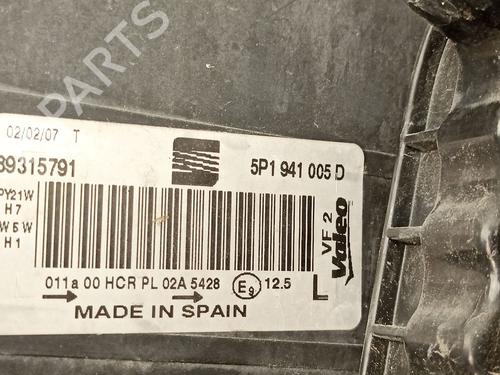 PARTS
02/02/07 T
89315791
5P1 941 005 D
PY21W
H7
W5W
H1
011a 00 HCR PL 02A 5428 E9 12.5
L
VF 2
Valeo
MADE IN SPAIN